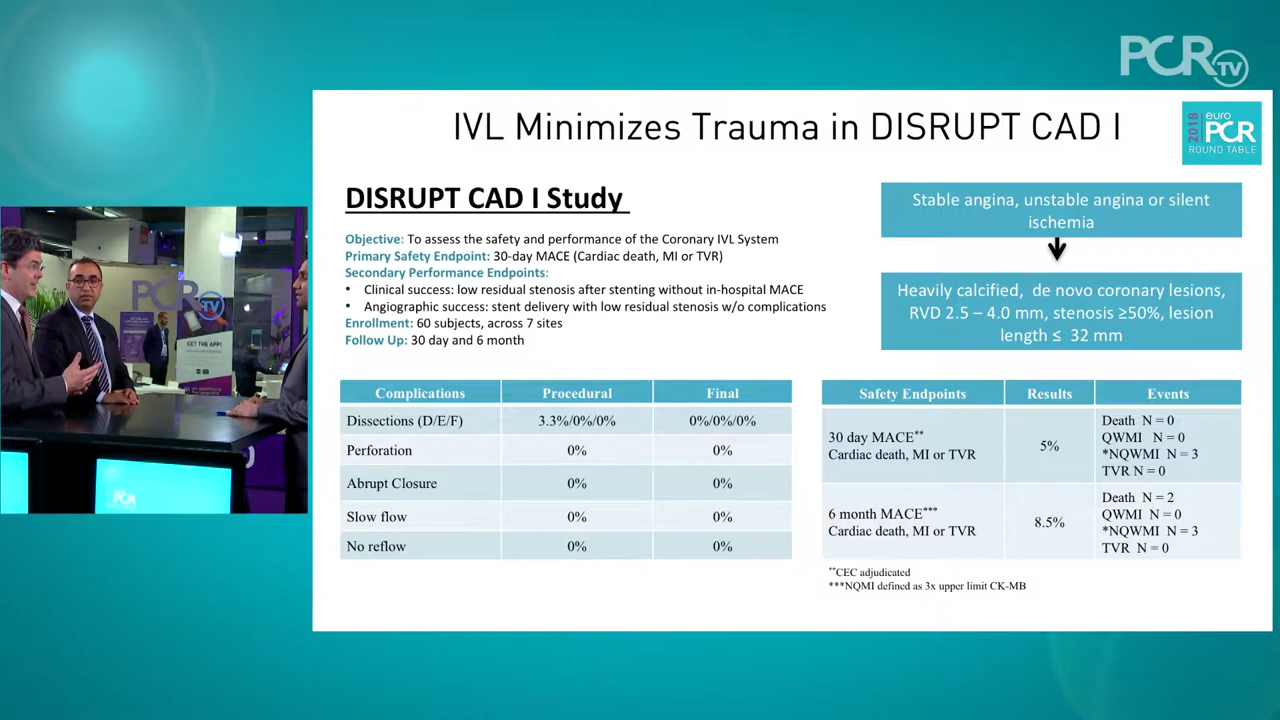 PCR TV
IVL Minimizes Trauma in DISRUPT CAD I
2018 euro
PCR
ROUND TABLE
DISRUPT CAD I Study
Objective: To assess the safety and performance of the Coronary IVL System
Primary Safety Endpoint: 30-day MACE (Cardiac death, MI or TVR)
Secondary Performance Endpoints:
• Clinical success: low residual stenosis after stenting without in-hospital MACE
• Angiographic success: stent delivery with low residual stenosis w/o complications
Enrollment: 60 subjects, across 7 sites
Follow Up: 30 day and 6 month
Stable angina, unstable angina or silent
ischemia
Heavily calcified, de novo coronary lesions,
RVD 2.5 – 4.0 mm, stenosis ≥50%, lesion
length ≤ 32 mm
Complications Procedural Final
Dissections (D/E/F) 3.3%/0%/0% 0%/0%/0%
Perforation 0% 0%
Abrupt Closure 0% 0%
Slow flow 0% 0%
No reflow 0% 0%
Safety Endpoints Results Events
30 day MACE**
Cardiac death, MI or TVR
5%
Death N = 0
QWMI N = 0
*NQWMI N = 3
TVR N = 0
6 month MACE***
Cardiac death, MI or TVR
8.5%
Death N = 2
QWMI N = 0
*NQWMI N = 3
TVR N = 0
**CEC adjudicated
***NQMI defined as 3x upper limit CK-MB
PCR
TV
GET THE APP!
PCR